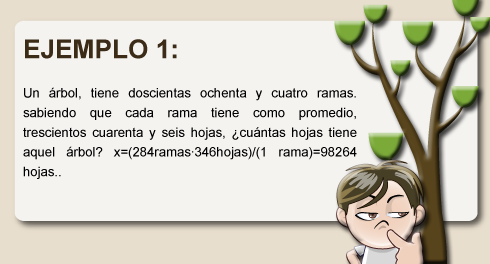 EJEMPLO 1:
Un árbol, tiene doscientas ochenta y cuatro ramas.
sabiendo que cada rama tiene como promedio,
trescientos cuarenta y seis hojas, ¿cuántas hojas tiene
aquel árbol? x=(284ramas·346hojas)/(1 rama)=98264
hojas..